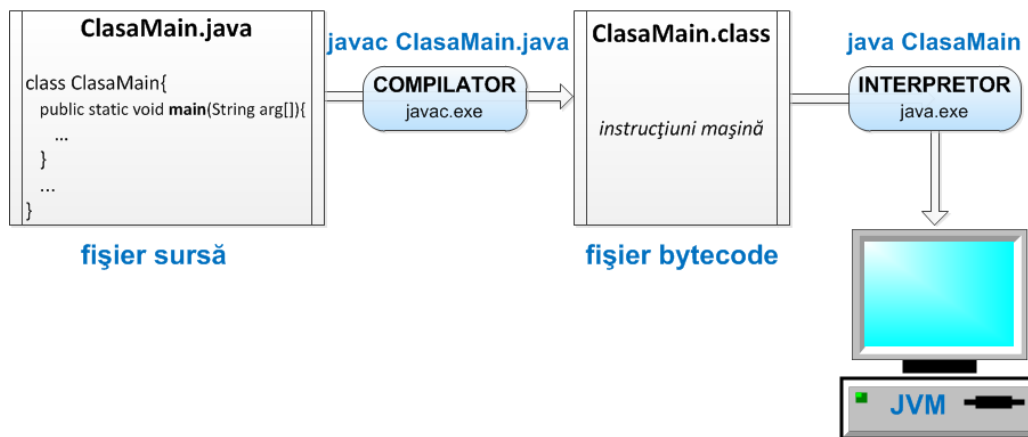 ClasaMain.java
class ClasaMain{
public static void main(String arg[]){
...
}
...
}
fişier sursă
javac ClasaMain.java
COMPILATOR
javac.exe
ClasaMain.class
instrucţiuni maşină
fişier bytecode
java ClasaMain
INTERPRETOR
java.exe
JVM